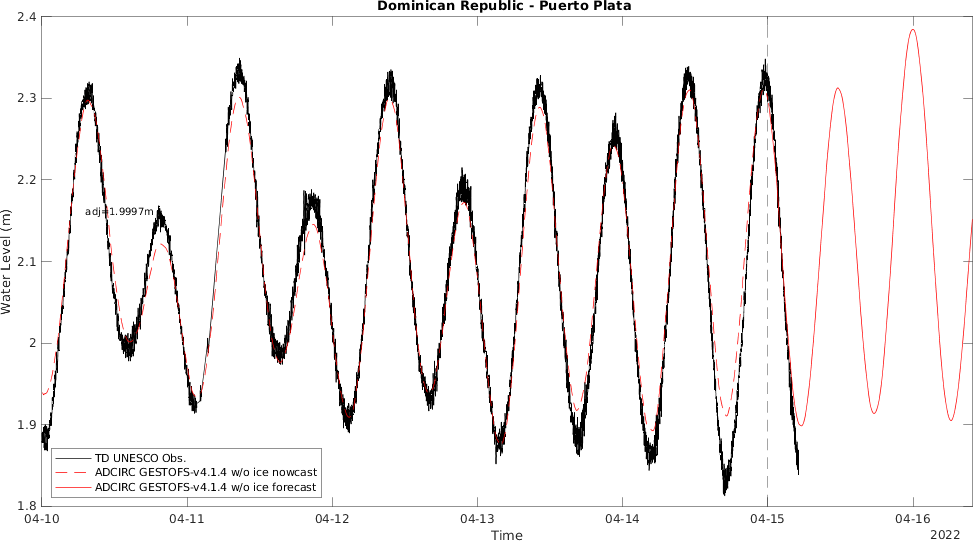 Dominican Republic - Puerto Plata
2.4
2.3
2.2
2.1
2
1.9
1.8
Water Level (m)
adj=1.9997m
TD UNESCO Obs.
ADCIRC GESTOFS-v4.1.4 w/o ice nowcast
ADCIRC GESTOFS-v4.1.4 w/o ice forecast
04-10 04-11 04-12 04-13 04-14 04-15 04-16
Time
2022